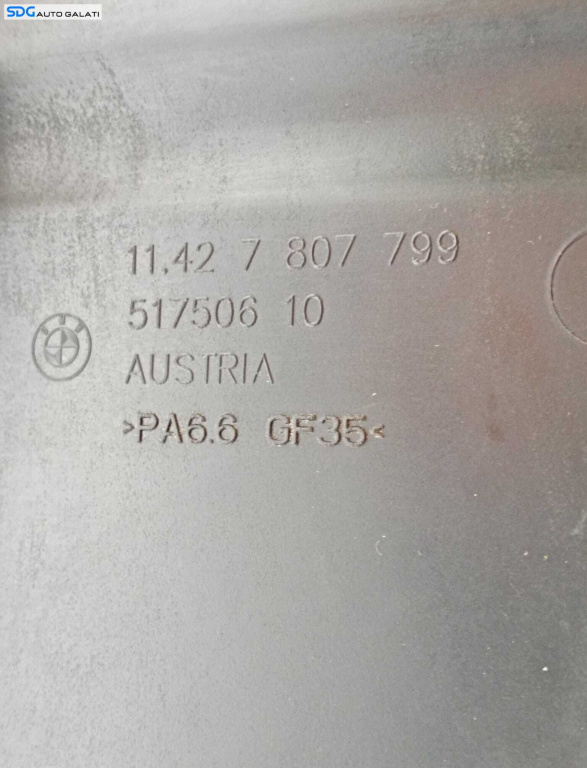 SDG AUTO GALATI
11.42 7 807 799
517506 10
AUSTRIA
>PA6.6 GF35<